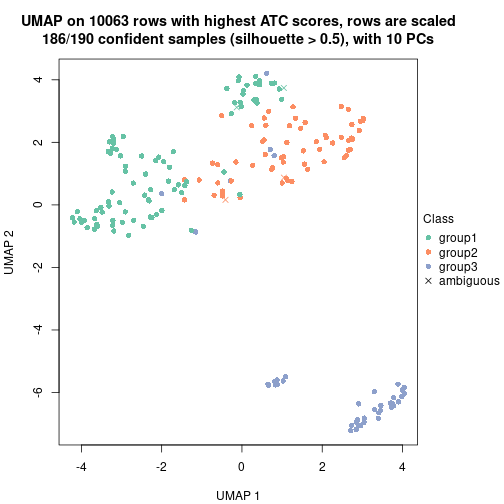 UMAP on 10063 rows with highest ATC scores, rows are scaled
186/190 confident samples (silhouette > 0.5), with 10 PCs
4
2
0
-2
-4
-6
UMAP 2
-4
-2
0
2
4
UMAP 1
Class
group1
group2
group3
ambiguous